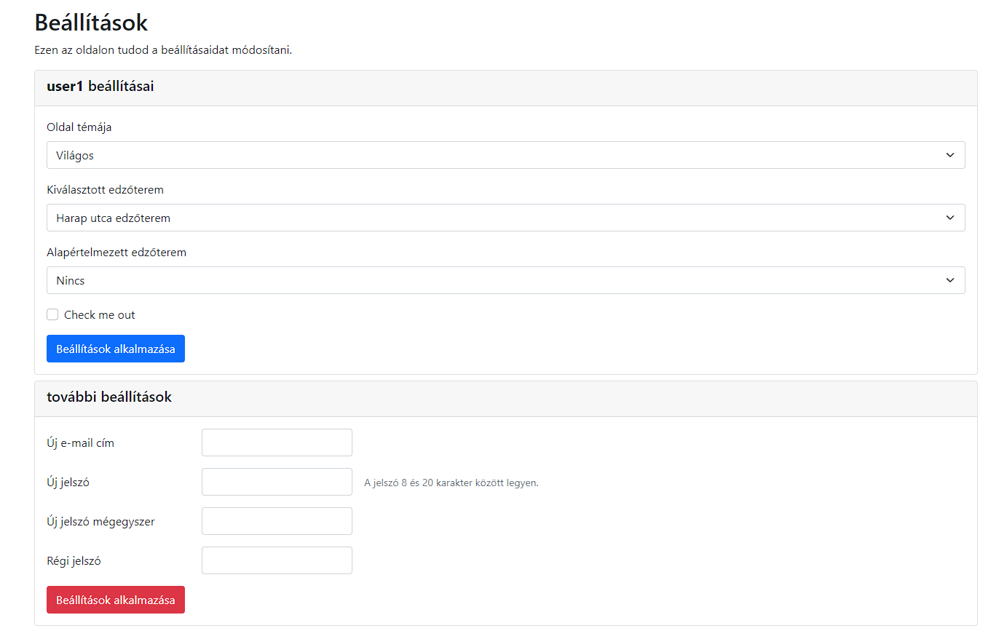 Beállítások
Ezen az oldalon tudod a beállításaidat módosítani.
user1 beállításai
Oldal témája
Világos
Kiválasztott edzőterem
Harap utca edzőterem
Alapértelmezett edzőterem
Nincs
Check me out
Beállítások alkalmazása
további beállítások
Új e-mail cím
Új jelszó
A jelszó 8 és 20 karakter között legyen.
Új jelszó mégegyszer
Régi jelszó
Beállítások alkalmazása